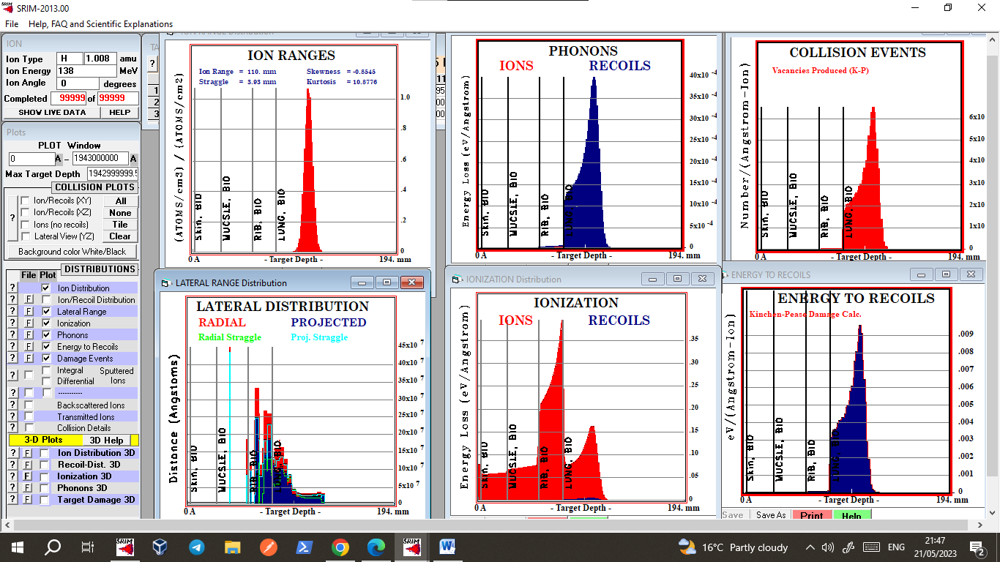 SRIM-2013.00
File Help, FAQ and Scientific Explanations
ION
Ion Type H 1.008 amu
Ion Energy 138 MeV
Ion Angle 0 degrees
Completed 99999 of 99999
SHOW LIVE DATA HELP
Plots
PLOT Window
0 A – 1943000000 A
Max Target Depth 1942999999.5
COLLISION PLOTS
Ion/Recoils (XY) All
Ion/Recoils (XZ) None
? Ions (no recoils) Tile
Lateral View (YZ) Clear
Background color White/Black
DISTRIBUTIONS
File Plot
? Ion Distribution
? F Ion/Recoil Distribution
? F Lateral Range
? F Ionization
? F Phonons
? F Energy to Recoils
? F Damage Events
? Integral Sputtered
Differential Ions
? -----------
? Backscattered Ions
? Transmitted Ions
? Collision Details
3-D Plots 3D Help
? Ion Distribution 3D
? F Recoil-Dist. 3D
? F Ionization 3D
? F Phonons 3D
? F Target Damage 3D
TA
?
1
2
3
ION RANGE Distribution
ION RANGES
Ion Range = 110. mm Skewness = -0.8545
Straggle = 3.93 mm Kurtosis = 10.8776
(ATOMS/cm3) / (ATOMS/cm2)
1.0
.8
.6
.4
.2
0
Skin, BIO
MUCSLE, BIO
RIB, BIO
LUNG, BIO
0 A - Target Depth - 194. mm
PHONONS
IONS RECOILS
Energy Loss (eV/Angstrom)
40x10 -4
35x10 -4
30x10 -4
25x10 -4
20x10 -4
15x10 -4
10x10 -4
5x10 -4
0
Skin, BIO
MUCSLE, BIO
RIB, BIO
LUNG, BIO
0 A - Target Depth - 194. mm
COLLISION EVENTS
Vacancies Produced (K-P)
Number/(Angstrom-Ion)
6x10
5x10
4x10
3x10
2x10
1x10
0
Skin, BIO
MUCSLE, BIO
RIB, BIO
LUNG, BIO
0 A - Target Depth - 194. mm
LATERAL RANGE Distribution
LATERAL DISTRIBUTION
RADIAL PROJECTED
Radial Straggle Proj. Straggle
Distance (Angstroms)
45x10 7
40x10 7
35x10 7
30x10 7
25x10 7
20x10 7
15x10 7
10x10 7
5x10 7
0
Skin, BIO
MUCSLE, BIO
RIB, BIO
LUNG, BIO
0 A - Target Depth - 194. mm
IONIZATION Distribution
IONIZATION
IONS RECOILS
Energy Loss (eV/Angstrom)
.35
.30
.25
.20
.15
.10
.05
0
Skin, BIO
MUCSLE, BIO
RIB, BIO
LUNG, BIO
0 A - Target Depth - 194. mm
ENERGY TO RECOILS
ENERGY TO RECOILS
Kinchen-Pease Damage Calc.
eV/(Angstrom-Ion)
.009
.008
.007
.006
.005
.004
.003
.002
.001
0
Skin, BIO
MUCSLE, BIO
RIB, BIO
LUNG, BIO
0 A - Target Depth - 194. mm
Save Save As Print Help
16°C Partly cloudy ENG 21:47
21/05/2023 2